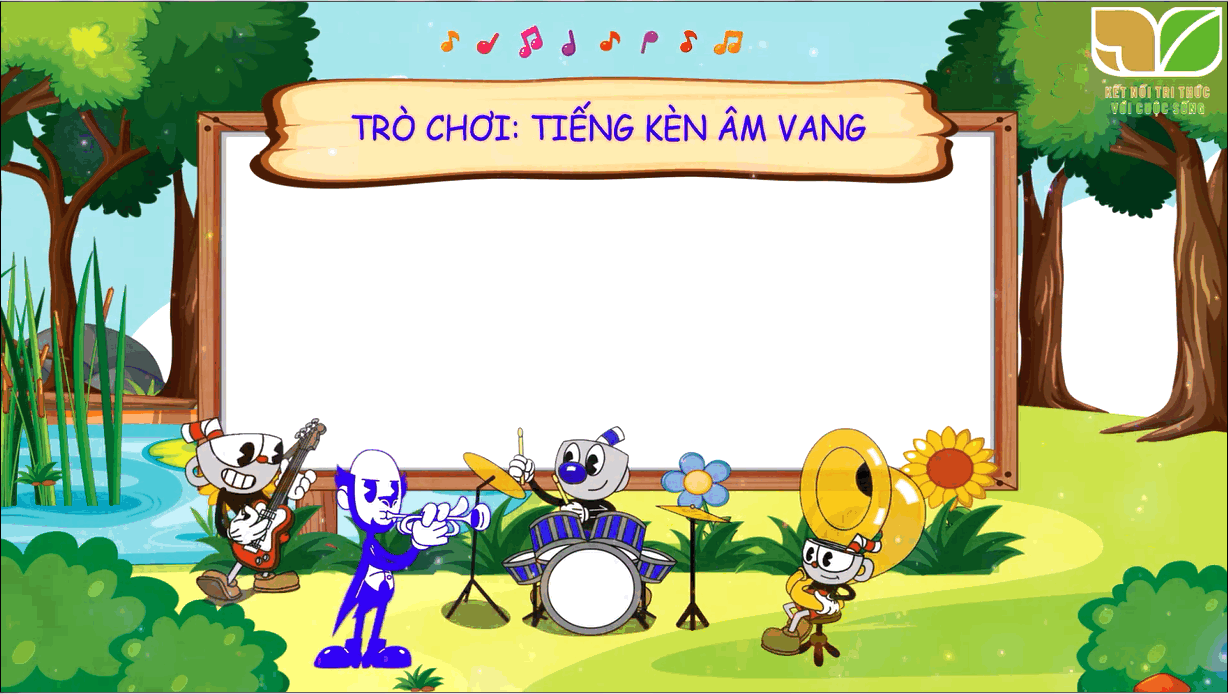 TRÒ CHƠI: TIẾNG KÈN ÂM VANG
KẾT NỐI TRI THỨC
VỚI CUỘC SỐNG